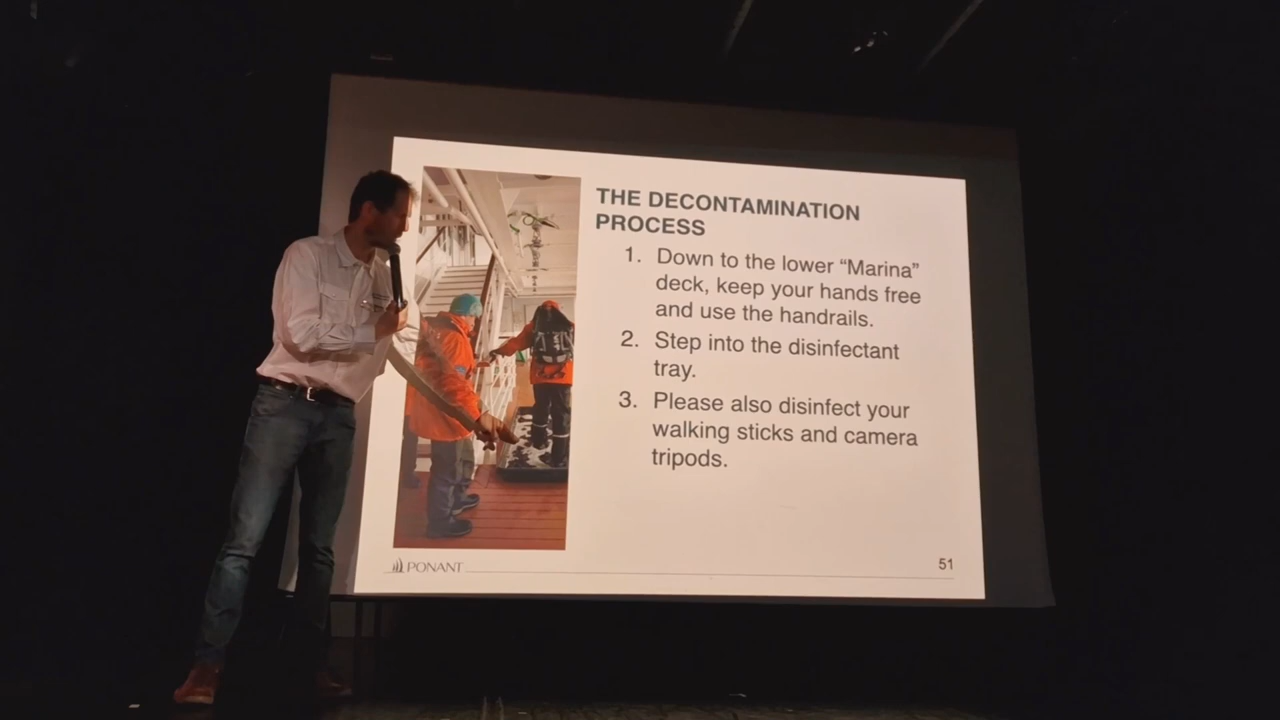 THE DECONTAMINATION
PROCESS
1. Down to the lower “Marina”
deck, keep your hands free
and use the handrails.
2. Step into the disinfectant
tray.
3. Please also disinfect your
walking sticks and camera
tripods.
PONANT
51